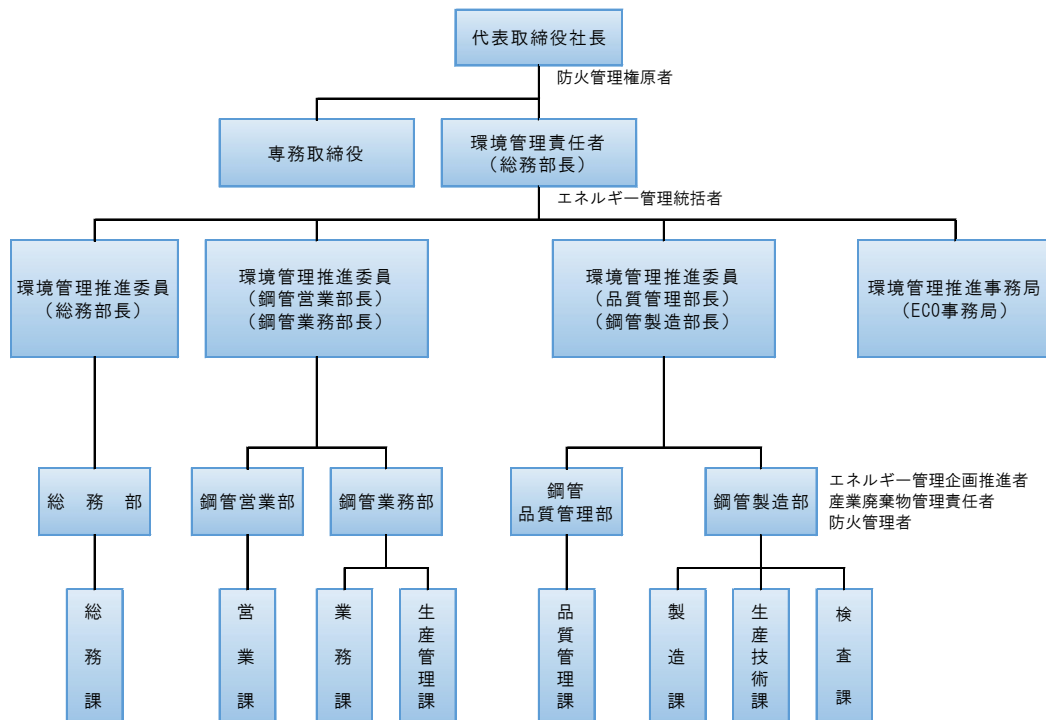 代表取締役社長
防火管理権原者
専務取締役
環境管理責任者
（総務部長）
エネルギー管理統括者
環境管理推進委員
（総務部長）
環境管理推進委員
（鋼管営業部長）
（鋼管業務部長）
環境管理推進委員
（品質管理部長）
（鋼管製造部長）
環境管理推進事務局
（ECO事務局）
総務部
鋼管営業部
鋼管業務部
鋼管
品質管理部
鋼管製造部
エネルギー管理企画推進者
産業廃棄物管理責任者
防火管理者
総務課
営業課
業務課
生産管理課
品質管理課
製造課
生産技術課
検査課